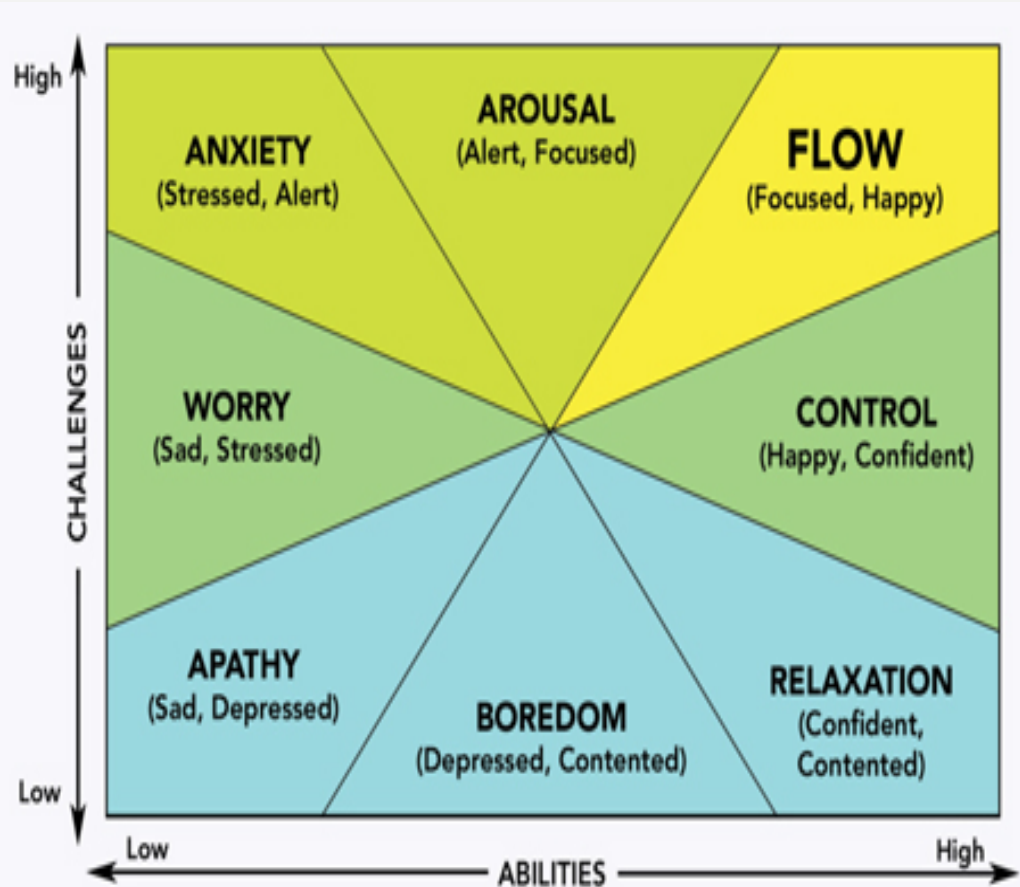 High
ANXIETY
(Stressed, Alert)
AROUSAL
(Alert, Focused)
FLOW
(Focused, Happy)
CHALLENGES
WORRY
(Sad, Stressed)
CONTROL
(Happy, Confident)
APATHY
(Sad, Depressed)
BOREDOM
(Depressed, Contented)
RELAXATION
(Confident,
Contented)
Low
Low
ABILITIES
High